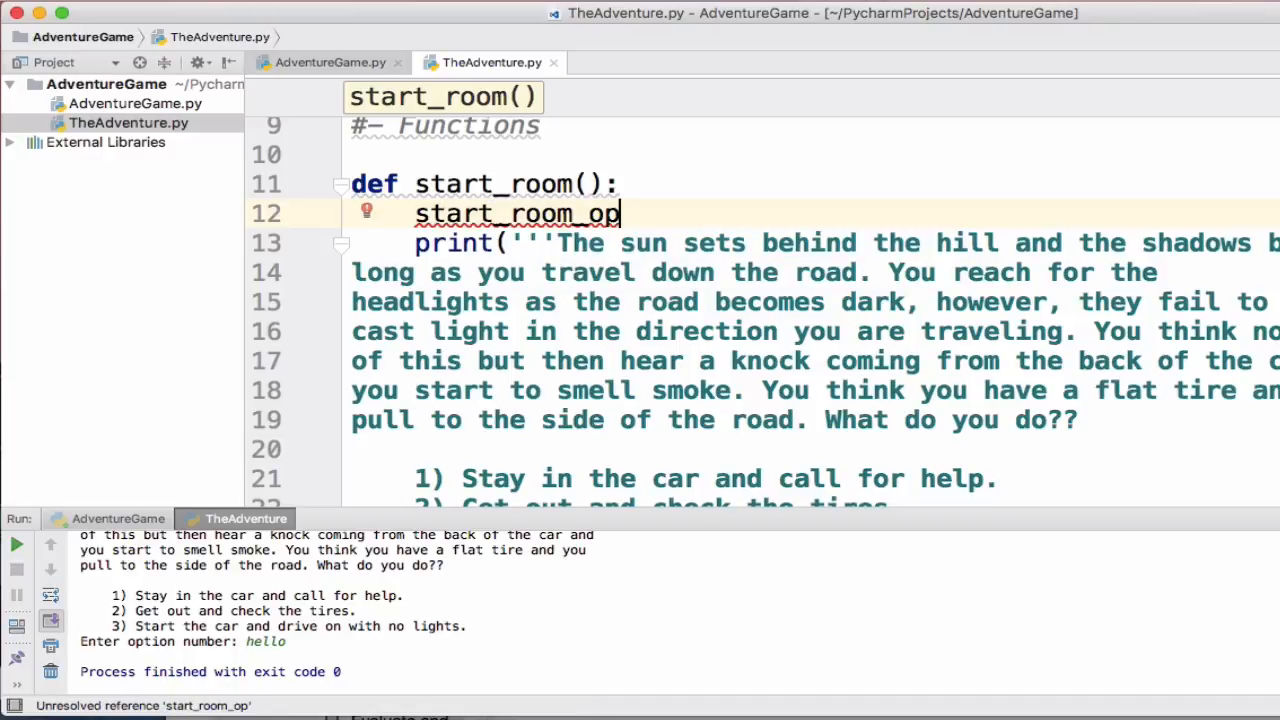 TheAdventure.py - AdventureGame - [~/PycharmProjects/AdventureGame]
AdventureGame TheAdventure.py
Project AdventureGame.py TheAdventure.py
AdventureGame ~/Pycharm
AdventureGame.py
TheAdventure.py
External Libraries
start_room()
9 #— Functions
10
11 def start_room():
12 start_room_op
13 print('''The sun sets behind the hill and the shadows b
14 long as you travel down the road. You reach for the
15 headlights as the road becomes dark, however, they fail to
16 cast light in the direction you are traveling. You think no
17 of this but then hear a knock coming from the back of the c
18 you start to smell smoke. You think you have a flat tire an
19 pull to the side of the road. What do you do??
20
21 1) Stay in the car and call for help.
22 2) Get out and check the tires.
Run: AdventureGame TheAdventure
of this but then hear a knock coming from the back of the car and
you start to smell smoke. You think you have a flat tire and you
pull to the side of the road. What do you do??
1) Stay in the car and call for help.
2) Get out and check the tires.
3) Start the car and drive on with no lights.
Enter option number: hello
Process finished with exit code 0
Unresolved reference 'start_room_op'